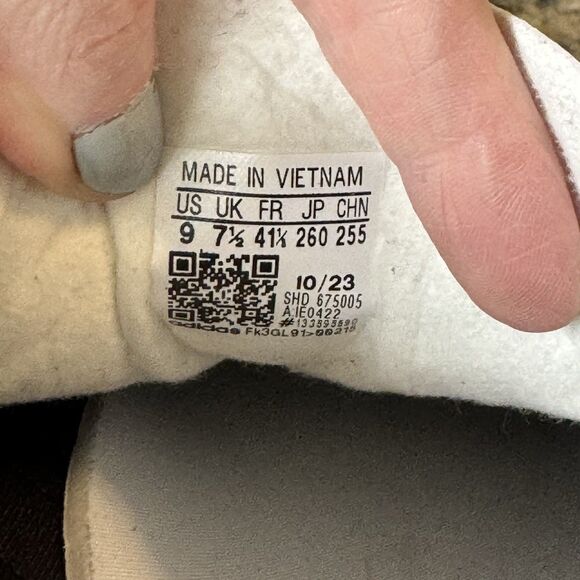 MADE IN VIETNAM
US UK FR JP CHN
9 7½ 41⅓ 260 255
10/23
SHD 675005
A.IE0422
adidas